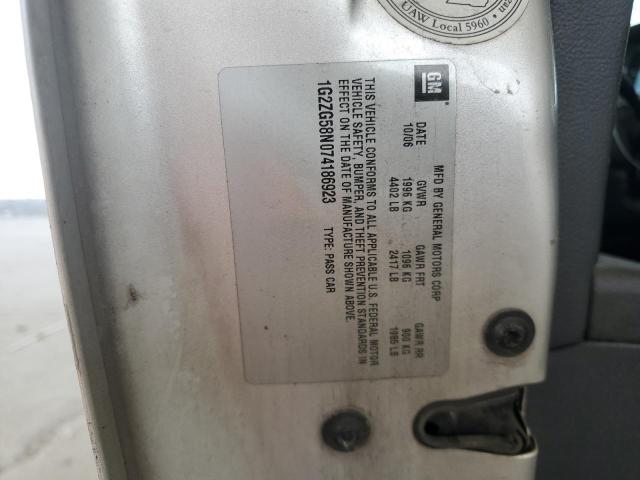 UAW Local 5960
GM
MFD BY GENERAL MOTORS CORP
DATE GVWR GAWR FRT GAWR RR
10/06 1996 KG 1096 KG 900 KG
4402 LB 2417 LB 1985 LB
THIS VEHICLE CONFORMS TO ALL APPLICABLE U.S. FEDERAL MOTOR
VEHICLE SAFETY, BUMPER, AND THEFT PREVENTION STANDARDS IN
EFFECT ON THE DATE OF MANUFACTURE SHOWN ABOVE.
1G2ZG58N074186923 TYPE: PASS CAR